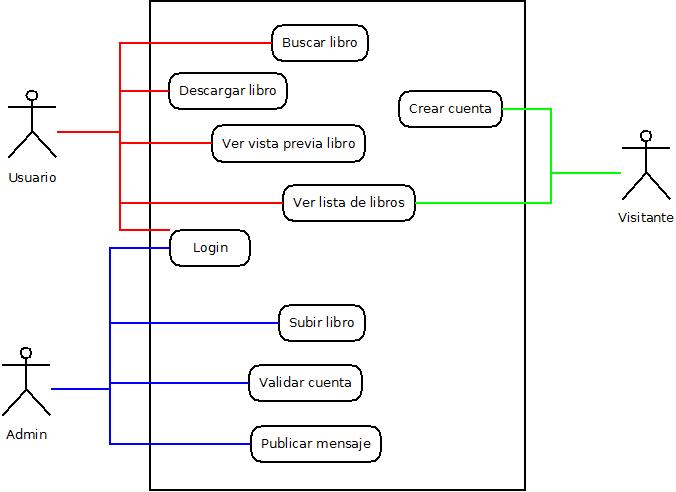 Buscar libro
Descargar libro
Crear cuenta
Ver vista previa libro
Usuario
Ver lista de libros
Visitante
Login
Subir libro
Validar cuenta
Admin
Publicar mensaje